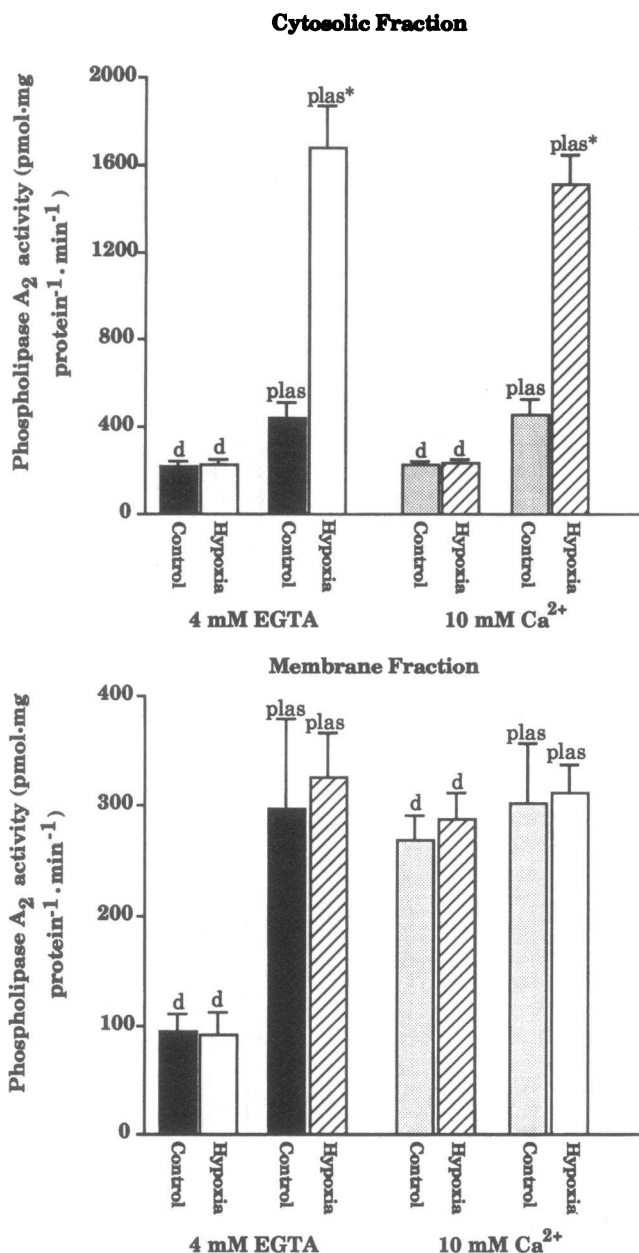 Cytosolic Fraction
Phospholipase A2 activity (pmol·mg
protein-1·min-1
2000
1600
1200
800
400
0
d
d
plas
plas*
d
d
plas
plas*
Control
Hypoxia
Control
Hypoxia
Control
Hypoxia
Control
Hypoxia
4 mM EGTA
10 mM Ca2+
Membrane Fraction
Phospholipase A2 activity (pmol·mg
protein-1·min-1
400
300
200
100
0
d
d
plas
plas
d
d
plas
plas
Control
Hypoxia
Control
Hypoxia
Control
Hypoxia
Control
Hypoxia
4 mM EGTA
10 mM Ca2+